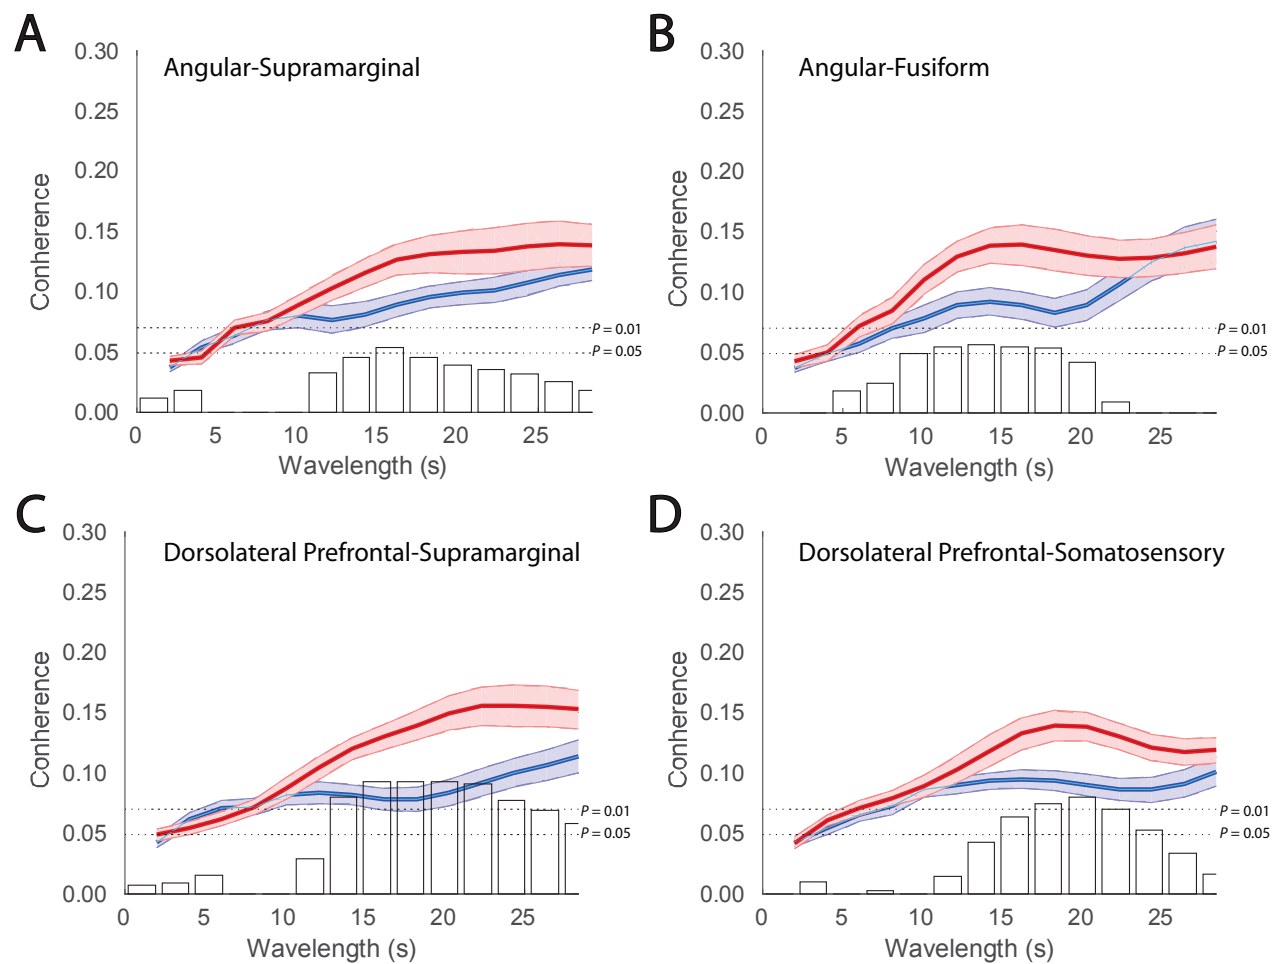 A
Angular-Supramarginal
0.30
0.25
0.20
0.15
0.10
0.05
0.00
Conherence
P = 0.01
P = 0.05
0 5 10 15 20 25
Wavelength (s)
B
Angular-Fusiform
0.30
0.25
0.20
0.15
0.10
0.05
0.00
Conherence
P = 0.01
P = 0.05
0 5 10 15 20 25
Wavelength (s)
C
Dorsolateral Prefrontal-Supramarginal
0.30
0.25
0.20
0.15
0.10
0.05
0.00
Conherence
P = 0.01
P = 0.05
0 5 10 15 20 25
Wavelength (s)
D
Dorsolateral Prefrontal-Somatosensory
0.30
0.25
0.20
0.15
0.10
0.05
0.00
Conherence
P = 0.01
P = 0.05
0 5 10 15 20 25
Wavelength (s)